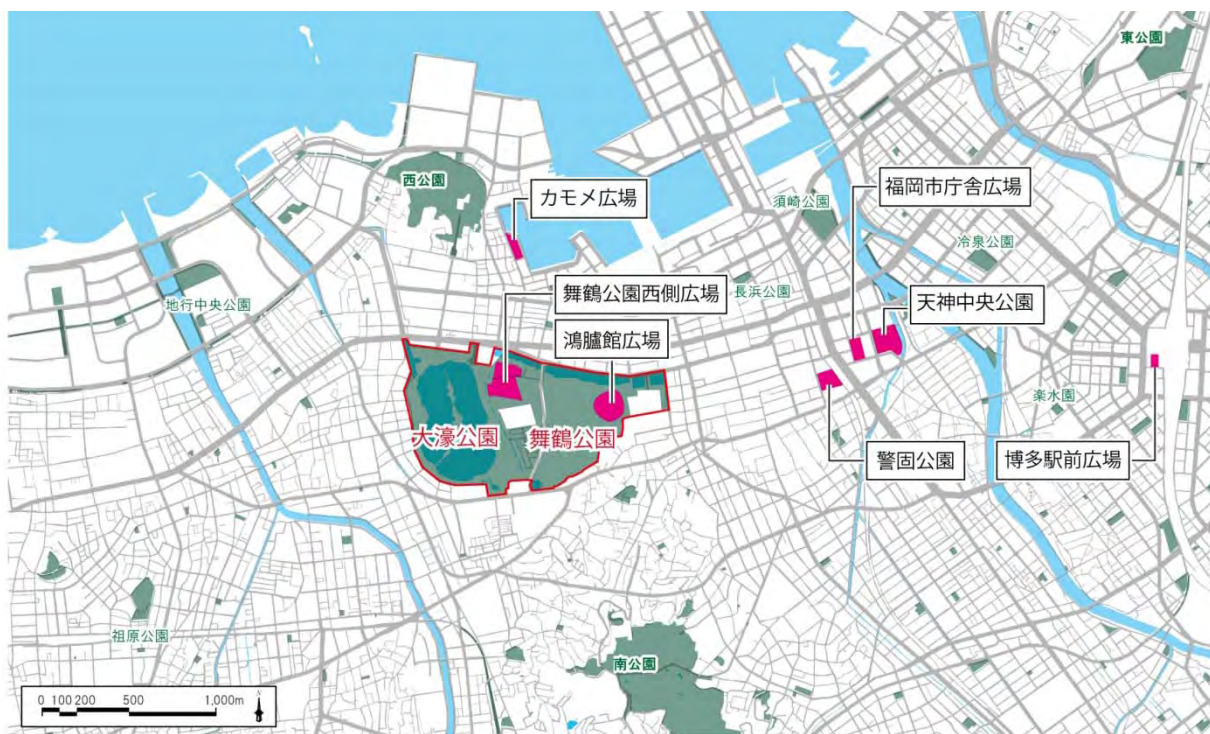 東公園
西公園
カモメ広場
須崎公園
福岡市庁舎広場
冷泉公園
地行中央公園
舞鶴公園西側広場
長浜公園
天神中央公園
鴻臚館広場
楽水園
大濠公園
舞鶴公園
警固公園
博多駅前広場
祖原公園
南公園
0 100 200 500 1,000m
N